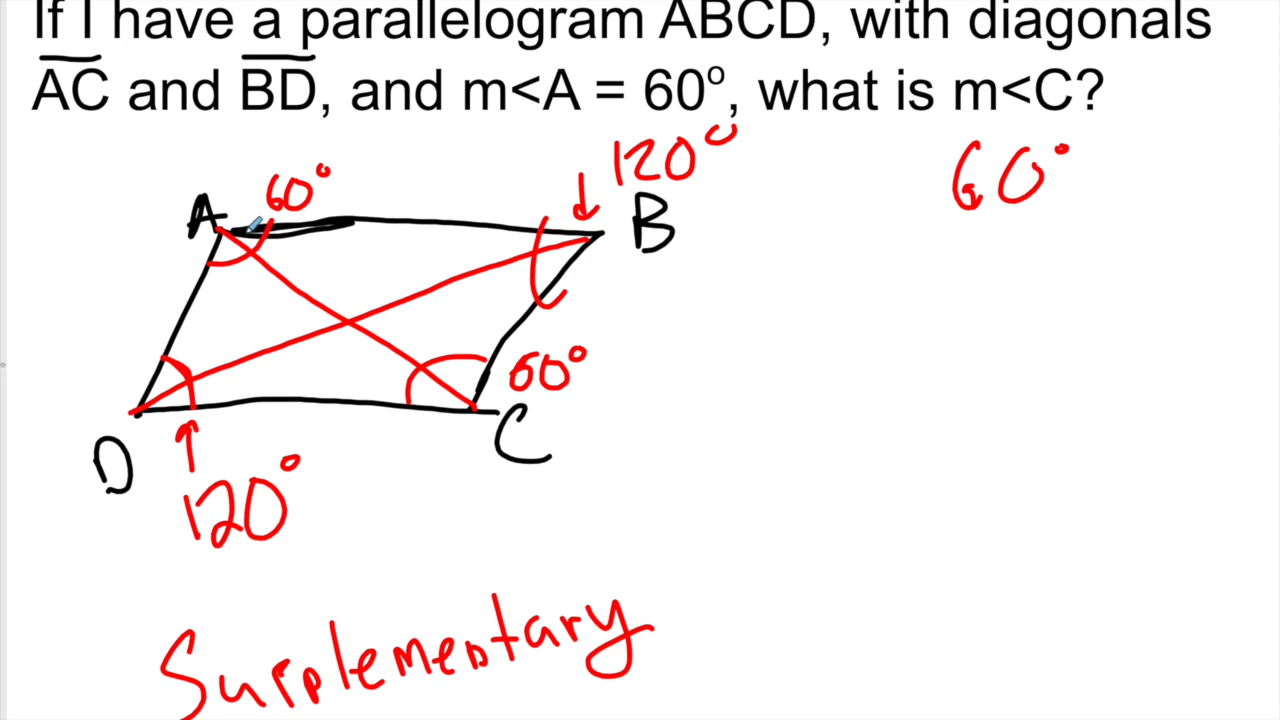 If I have a parallelogram ABCD, with diagonals
AC and BD, and m<A = 60°, what is m<C?
120°
60°
60°
A
B
60°
D
C
120°
Supplementary